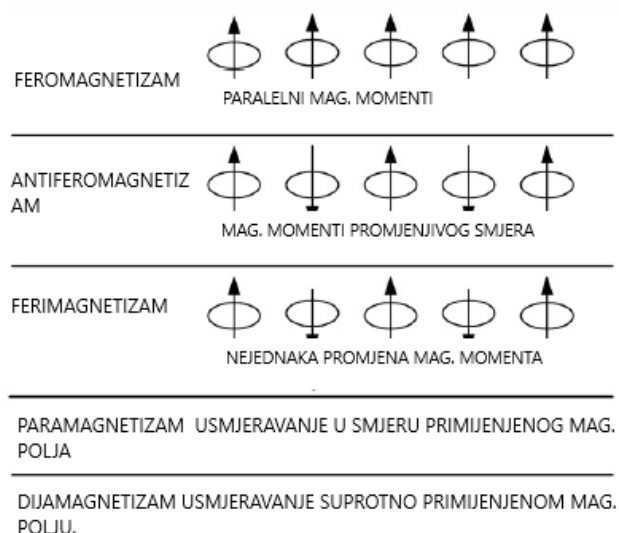 FEROMAGNETIZAM
PARALELNI MAG. MOMENTI
ANTIFEROMAGNETIZ
AM
MAG. MOMENTI PROMJENJIVOG SMJERA
FERIMAGNETIZAM
NEJEDNAKA PROMJENA MAG. MOMENTA
PARAMAGNETIZAM USMJERAVANJE U SMJERU PRIMIJENJENOG MAG.
POLJA
DIJAMAGNETIZAM USMJERAVANJE SUPROTNO PRIMIJENJENOM MAG.
POLJU.